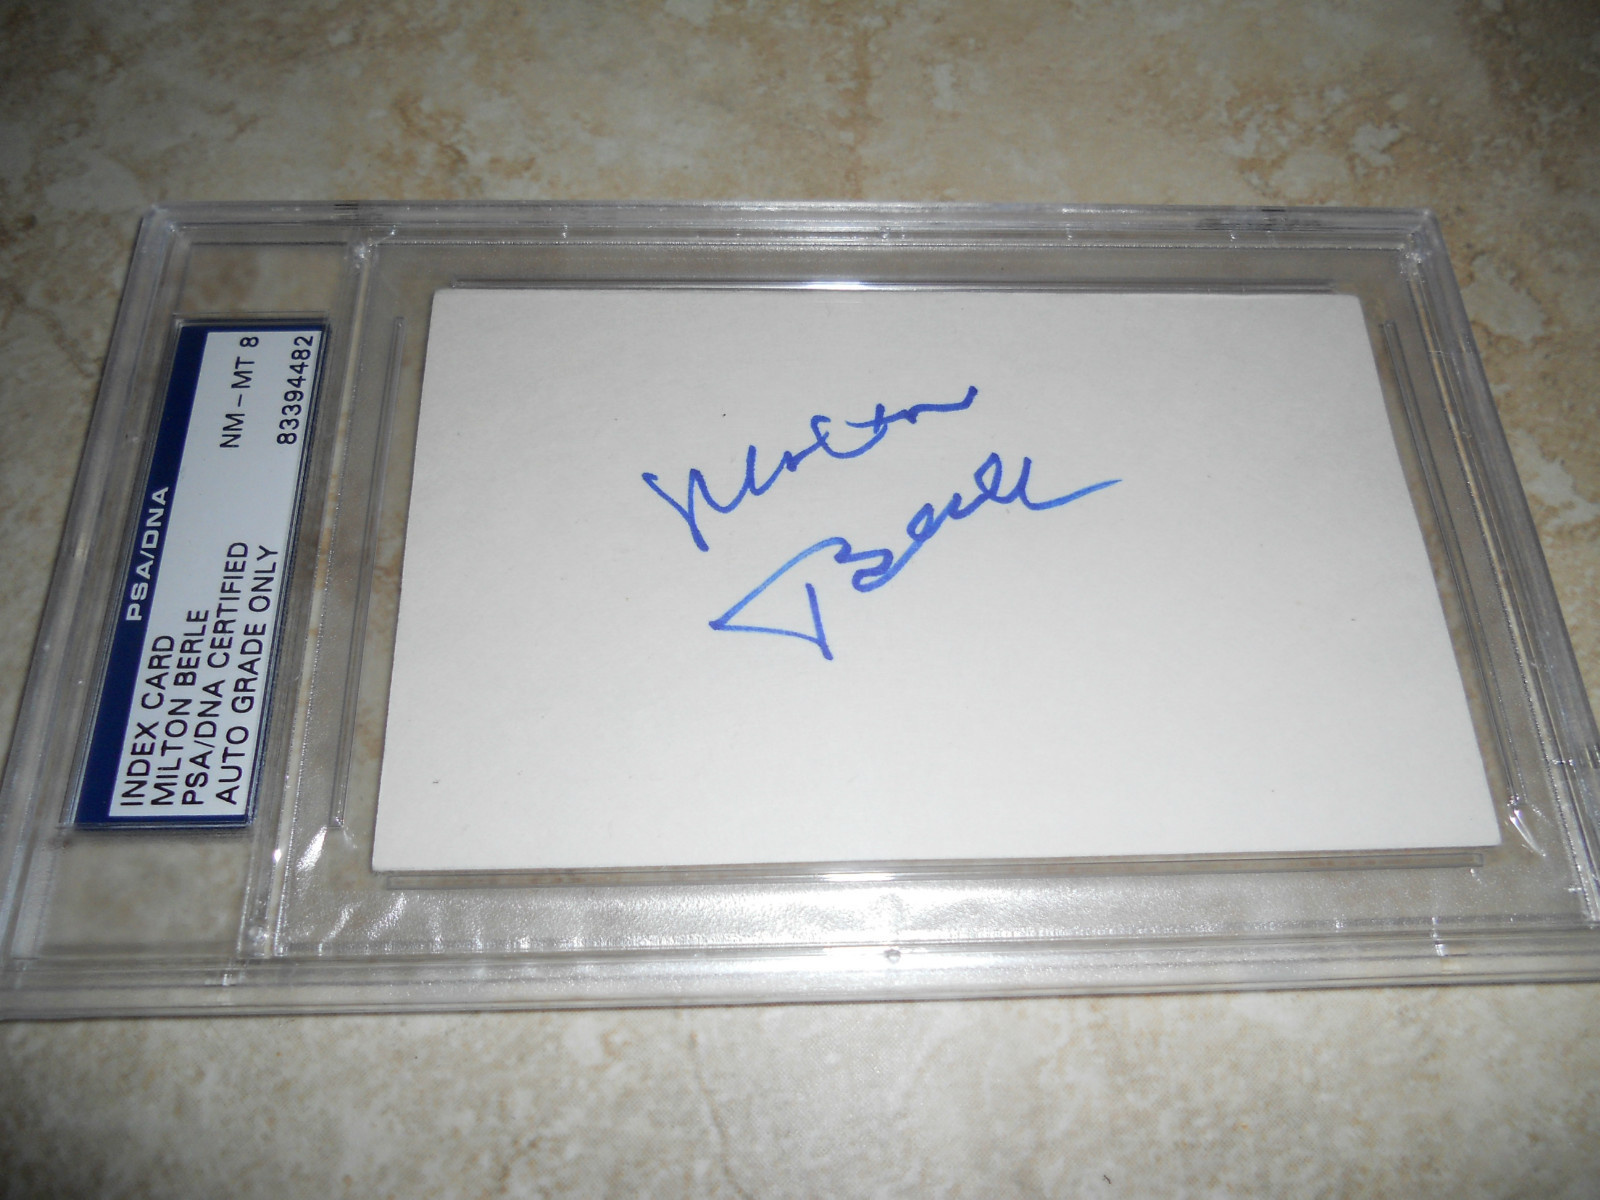 PSA/DNA
INDEX CARD
MILTON BERLE NM-MT 8
PSA/DNA CERTIFIED
AUTO GRADE ONLY 83394482
Milton
Berle